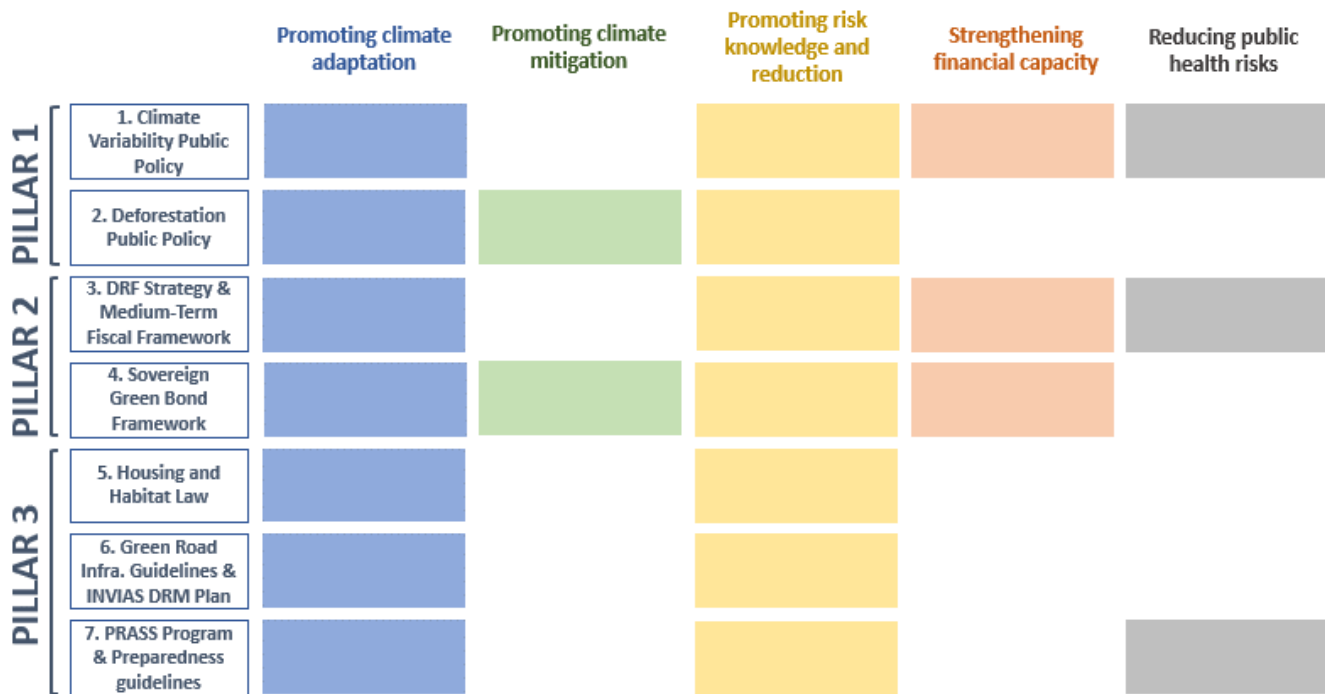 Promoting climate
adaptation
Promoting climate
mitigation
Promoting risk
knowledge and
reduction
Strengthening
financial capacity
Reducing public
health risks
PILLAR 1
1. Climate
Variability Public
Policy
2. Deforestation
Public Policy
PILLAR 2
3. DRF Strategy &
Medium-Term
Fiscal Framework
4. Sovereign
Green Bond
Framework
PILLAR 3
5. Housing and
Habitat Law
6. Green Road
Infra. Guidelines &
INVIAS DRM Plan
7. PRASS Program
& Preparedness
guidelines